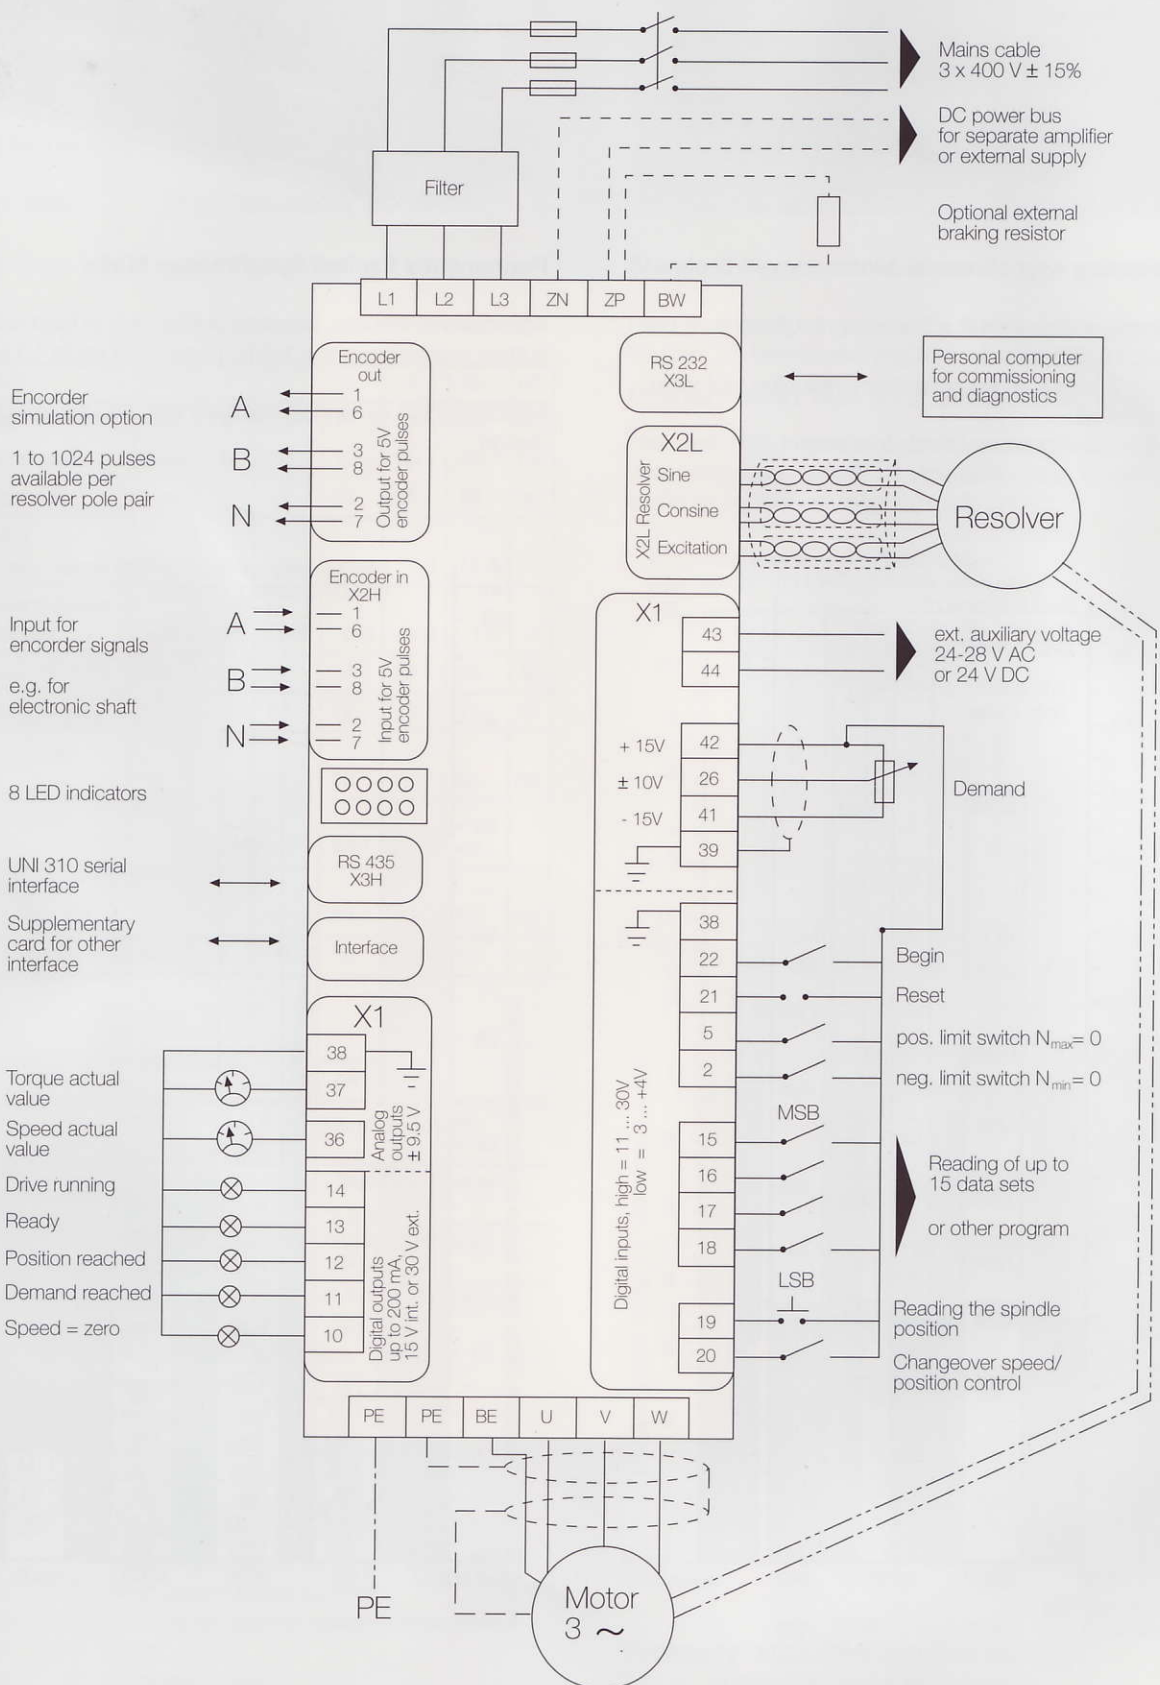 Mains cable
3 x 400 V ± 15%
DC power bus
for separate amplifier
or external supply
Filter
Optional external
braking resistor
L1 L2 L3 ZN ZP BW
Encoder
out
1
6
3
8
2
7
Output for 5V
encoder pulses
Encorder
simulation option
1 to 1024 pulses
available per
resolver pole pair
A
B
N
RS 232
X3L
Personal computer
for commissioning
and diagnostics
X2L
X2L Resolver
Sine
Consine
Excitation
Resolver
Encoder in
X2H
1
6
3
8
2
7
Input for 5V
encoder pulses
Input for
encorder signals
e.g. for
electronic shaft
A
B
N
8 LED indicators
UNI 310 serial
interface
RS 435
X3H
Supplementary
card for other
interface
Interface
X1
43
44
ext. auxiliary voltage
24-28 V AC
or 24 V DC
+ 15V 42
± 10V 26
- 15V 41
39
Demand
38
22 Begin
21 Reset
5 pos. limit switch Nmax= 0
2 neg. limit switch Nmin= 0
MSB
15
16
17
18
LSB
Reading of up to
15 data sets
or other program
19
Reading the spindle
position
20
Changeover speed/
position control
Digital inputs, high = 11 ... 30V
low = 3 ... +4V
X1
38
37
36
14
13
12
11
10
Analog
outputs
± 9.5 V
Digital outputs
up to 200 mA,
15 V int. or 30 V ext.
Torque actual
value
Speed actual
value
Drive running
Ready
Position reached
Demand reached
Speed = zero
PE PE BE U V W
PE
Motor
3 ~